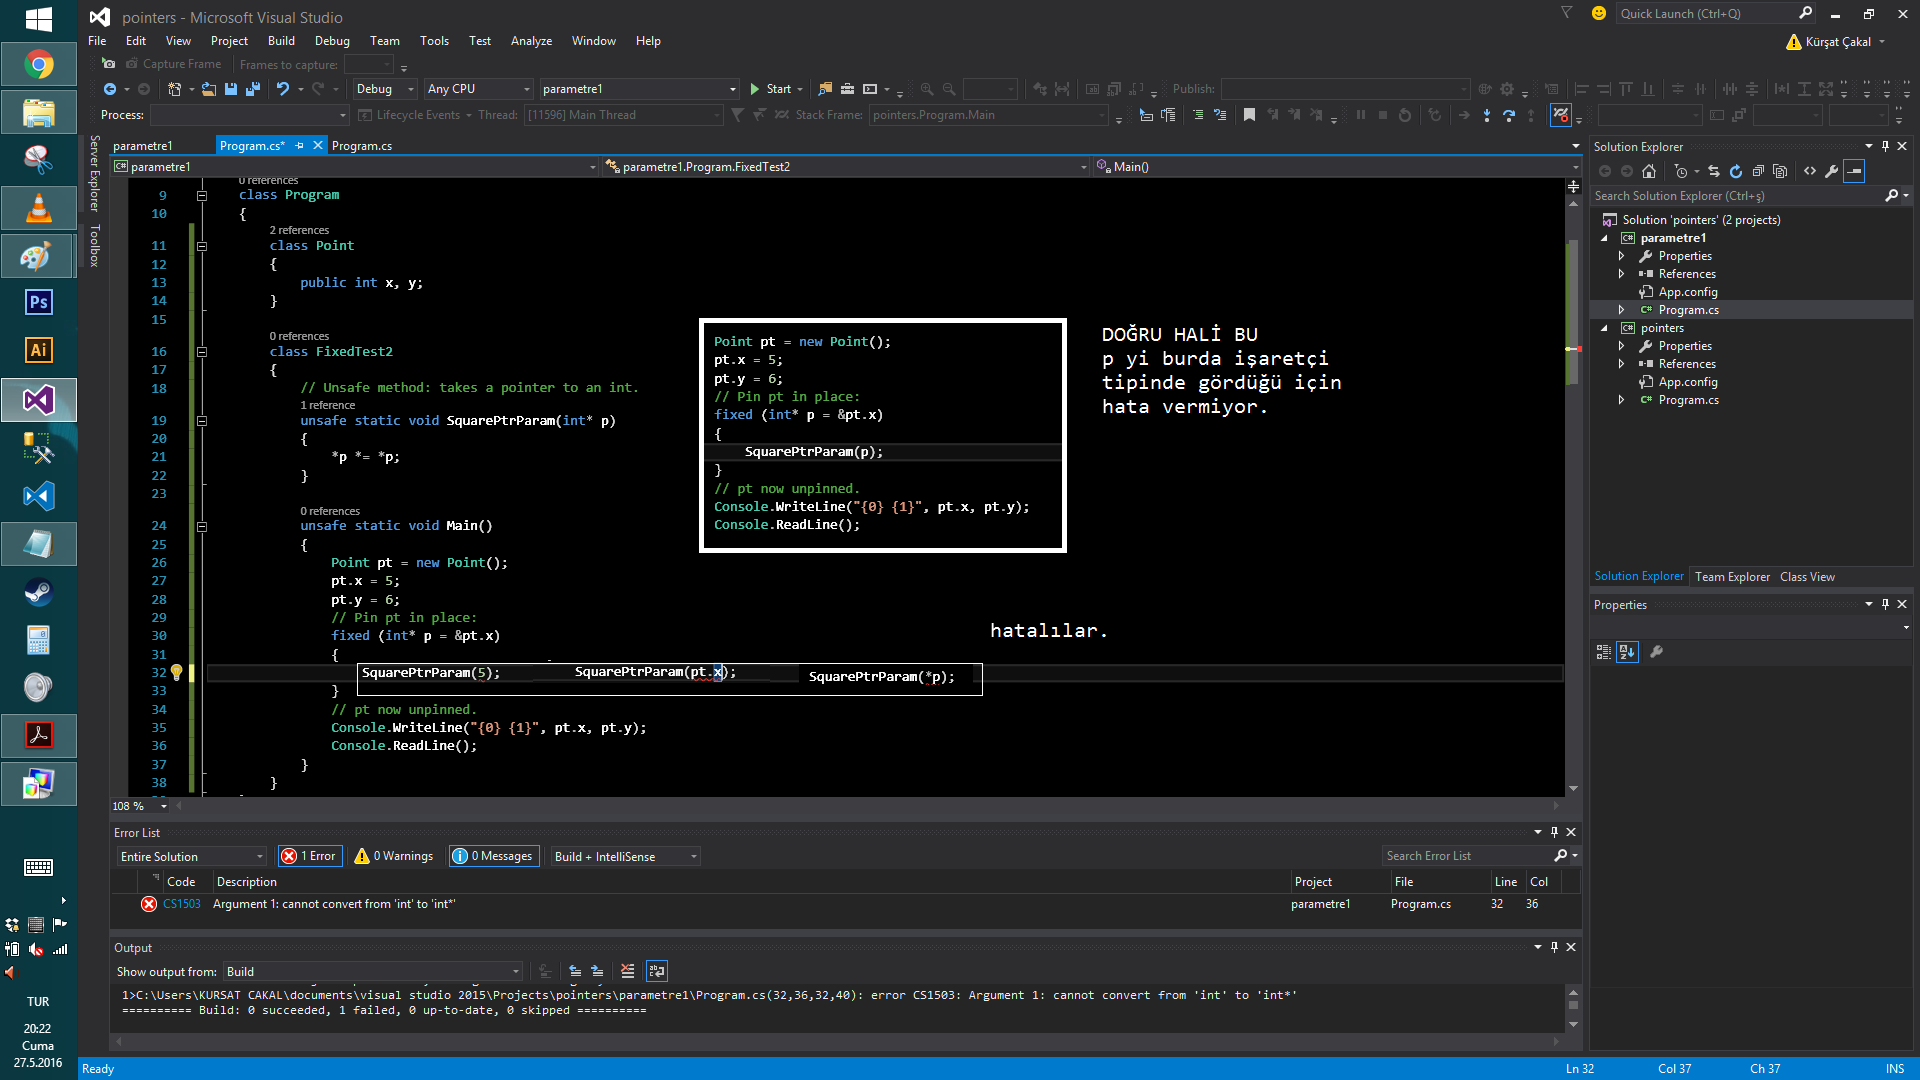 pointers - Microsoft Visual Studio
Quick Launch (Ctrl+Q)
File Edit View Project Build Debug Team Tools Test Analyze Window Help
Kürşat Çakal
Capture Frame Frames to capture:
Debug Any CPU parametre1 Start Publish:
Process: Lifecycle Events Thread: [11596] Main Thread Stack Frame: pointers.Program.Main
Server Explorer
Toolbox
parametre1 Program.cs* Program.cs
parametre1 parametre1.Program.FixedTest2 Main()
0 references
9 class Program
10 {
2 references
11 class Point
12 {
13 public int x, y;
14 }
15
0 references
16 class FixedTest2
17 {
18 // Unsafe method: takes a pointer to an int.
1 reference
19 unsafe static void SquarePtrParam(int* p)
20 {
21 *p *= *p;
22 }
23
0 references
24 unsafe static void Main()
25 {
26 Point pt = new Point();
27 pt.x = 5;
28 pt.y = 6;
29 // Pin pt in place:
30 fixed (int* p = &pt.x)
31 {
32 SquarePtrParam(5); SquarePtrParam(pt.x); SquarePtrParam(*p);
33 }
34 // pt now unpinned.
35 Console.WriteLine("{0} {1}", pt.x, pt.y);
36 Console.ReadLine();
37 }
38 }
Point pt = new Point();
pt.x = 5;
pt.y = 6;
// Pin pt in place:
fixed (int* p = &pt.x)
{
SquarePtrParam(p);
}
// pt now unpinned.
Console.WriteLine("{0} {1}", pt.x, pt.y);
Console.ReadLine();
DOĞRU HALİ BU
p yi burda işaretçi
tipinde gördüğü için
hata vermiyor.
hatalılar.
108 %
Solution Explorer
Search Solution Explorer (Ctrl+ş)
Solution 'pointers' (2 projects)
parametre1
Properties
References
App.config
Program.cs
pointers
Properties
References
App.config
Program.cs
Solution Explorer Team Explorer Class View
Properties
Error List
Entire Solution 1 Error 0 Warnings 0 Messages Build + IntelliSense Search Error List
Code Description Project File Line Col
CS1503 Argument 1: cannot convert from 'int' to 'int*' parametre1 Program.cs 32 36
Output
Show output from: Build
1>C:\Users\KURSAT CAKAL\documents\visual studio 2015\Projects\pointers\parametre1\Program.cs(32,36,32,40): error CS1503: Argument 1: cannot convert from 'int' to 'int*'
========== Build: 0 succeeded, 1 failed, 0 up-to-date, 0 skipped ==========
Ready Ln 32 Col 37 Ch 37 INS
Ps
Ai
TUR
20:22
Cuma
27.5.2016